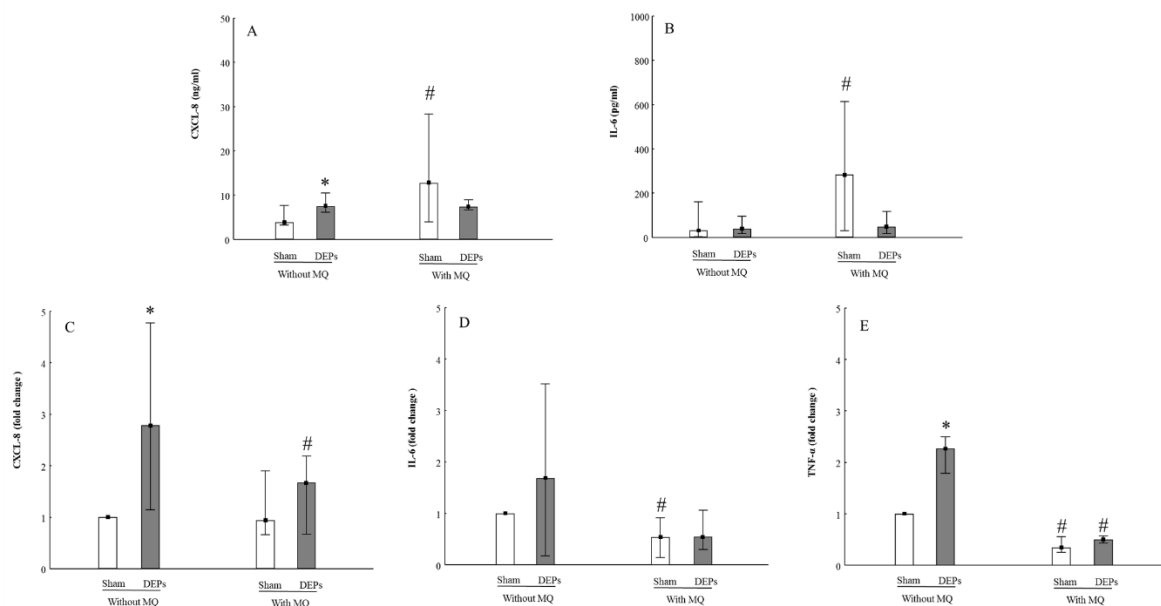 A
CXCL-8 (ng/ml)
50
40
30
20
10
0
*
#
Sham DEPs Sham DEPs
Without MQ With MQ
B
IL-6 (pg/ml)
1000
800
600
400
200
0
#
Sham DEPs Sham DEPs
Without MQ With MQ
C
CXCL-8 (fold change )
5
4
3
2
1
0
*
#
Sham DEPs Sham DEPs
Without MQ With MQ
D
IL-6 (fold change )
5
4
3
2
1
0
#
Sham DEPs Sham DEPs
Without MQ With MQ
E
TNF-α (fold change )
5
4
3
2
1
0
*
# #
Sham DEPs Sham DEPs
Without MQ With MQ